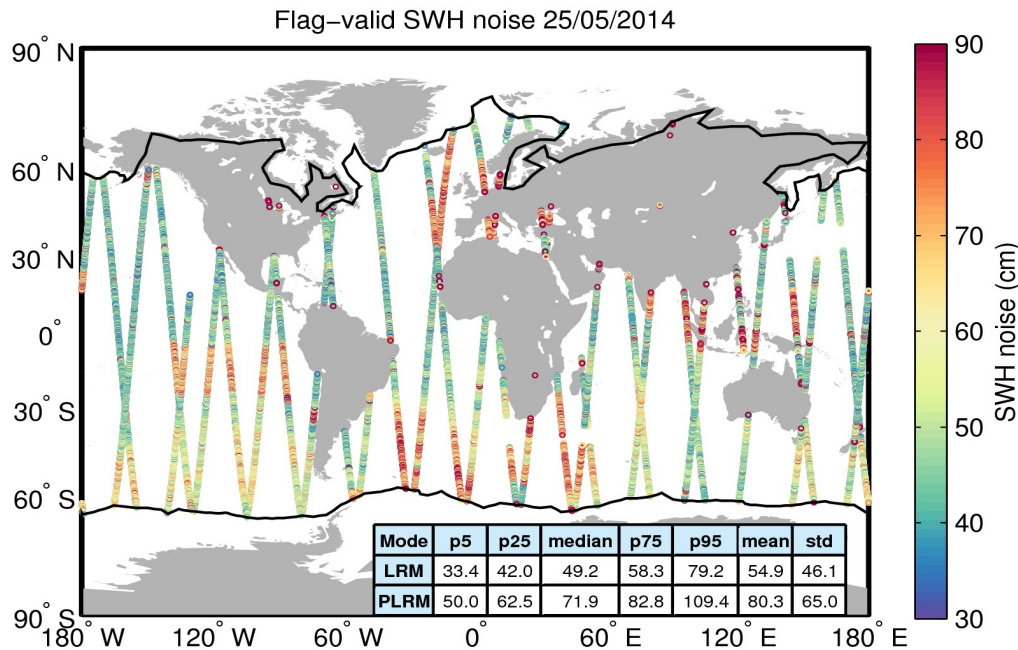 Flag−valid SWH noise 25/05/2014
90° N
60° N
30° N
0°
30° S
60° S
90° S
180° W
120° W
60° W
0°
60° E
120° E
180° E
Mode p5 p25 median p75 p95 mean std
LRM 33.4 42.0 49.2 58.3 79.2 54.9 46.1
PLRM 50.0 62.5 71.9 82.8 109.4 80.3 65.0
90
80
70
60
50
40
30
SWH noise (cm)